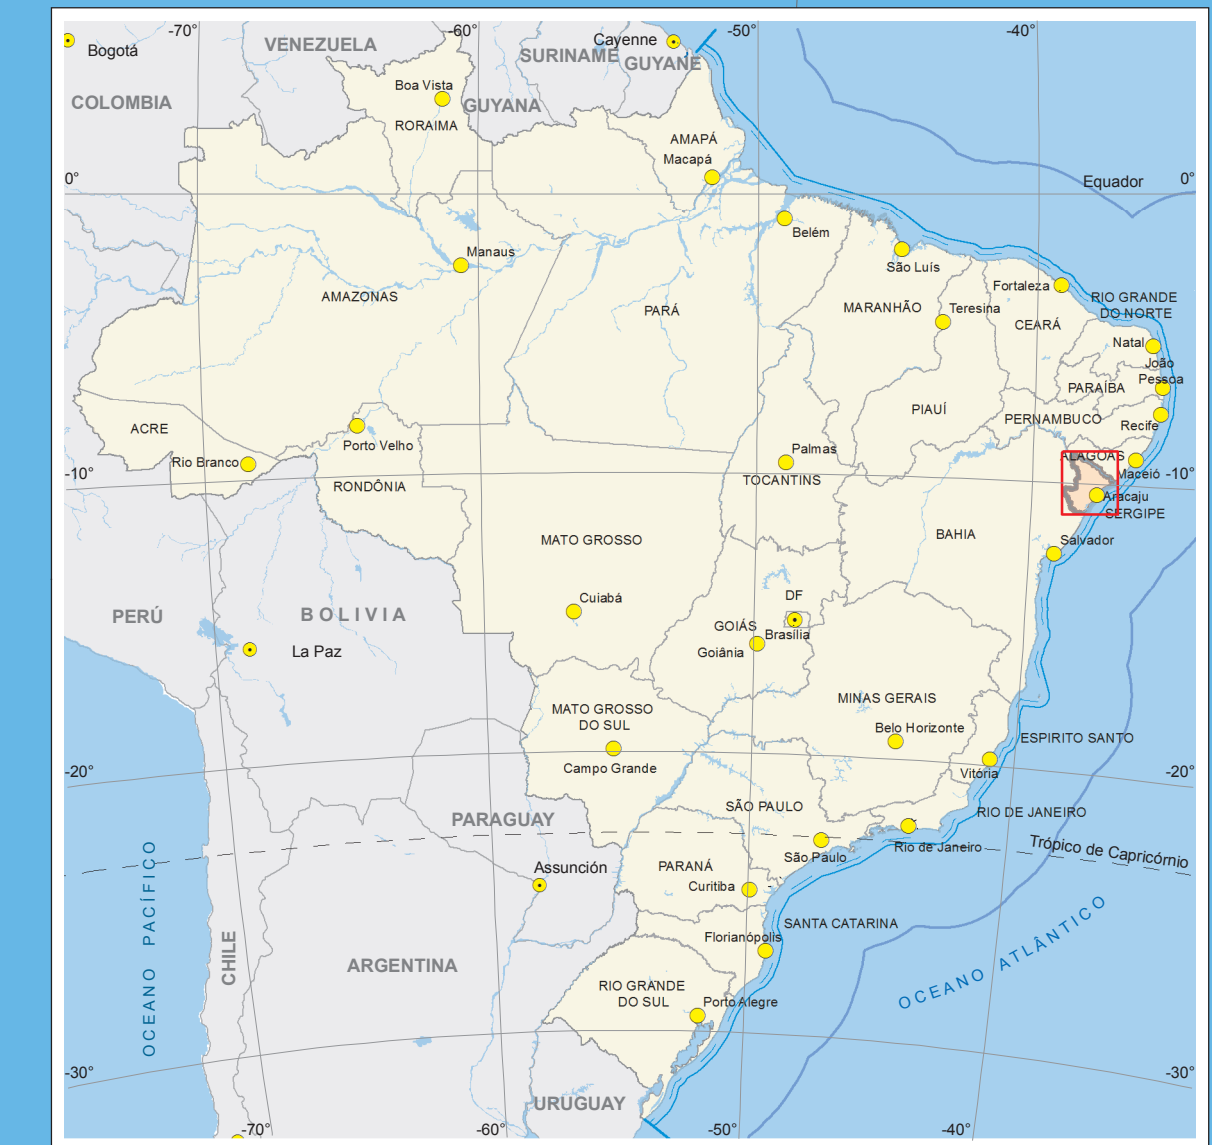 -70°
-60°
-50°
-40°
Bogotá
VENEZUELA
Cayenne
SURINAME
GUYANE
COLOMBIA
Boa Vista
GUYANA
RORAIMA
AMAPÁ
Macapá
0°
Equador
0°
Belém
Manaus
São Luís
AMAZONAS
PARÁ
MARANHÃO
Teresina
Fortaleza
CEARÁ
RIO GRANDE
DO NORTE
Natal
João
Pessoa
PARAÍBA
PIAUÍ
PERNAMBUCO
Recife
ACRE
Rio Branco
Porto Velho
Palmas
ALAGOAS
Maceió
-10°
-10°
RONDÔNIA
TOCANTINS
Aracaju
SERGIPE
MATO GROSSO
BAHIA
Salvador
Cuiabá
DF
PERÚ
BOLIVIA
GOIÁS
Brasília
La Paz
Goiânia
MATO GROSSO
DO SUL
MINAS GERAIS
Belo Horizonte
ESPIRITO SANTO
Campo Grande
Vitória
-20°
-20°
SÃO PAULO
RIO DE JANEIRO
PARAGUAY
São Paulo
Rio de Janeiro
Trópico de Capricórnio
Assunción
PARANÁ
Curitiba
OCEANO PACÍFICO
SANTA CATARINA
Florianópolis
CHILE
ARGENTINA
OCEANO ATLÂNTICO
RIO GRANDE
DO SUL
Porto Alegre
-30°
-30°
URUGUAY
-70°
-60°
-50°
-40°